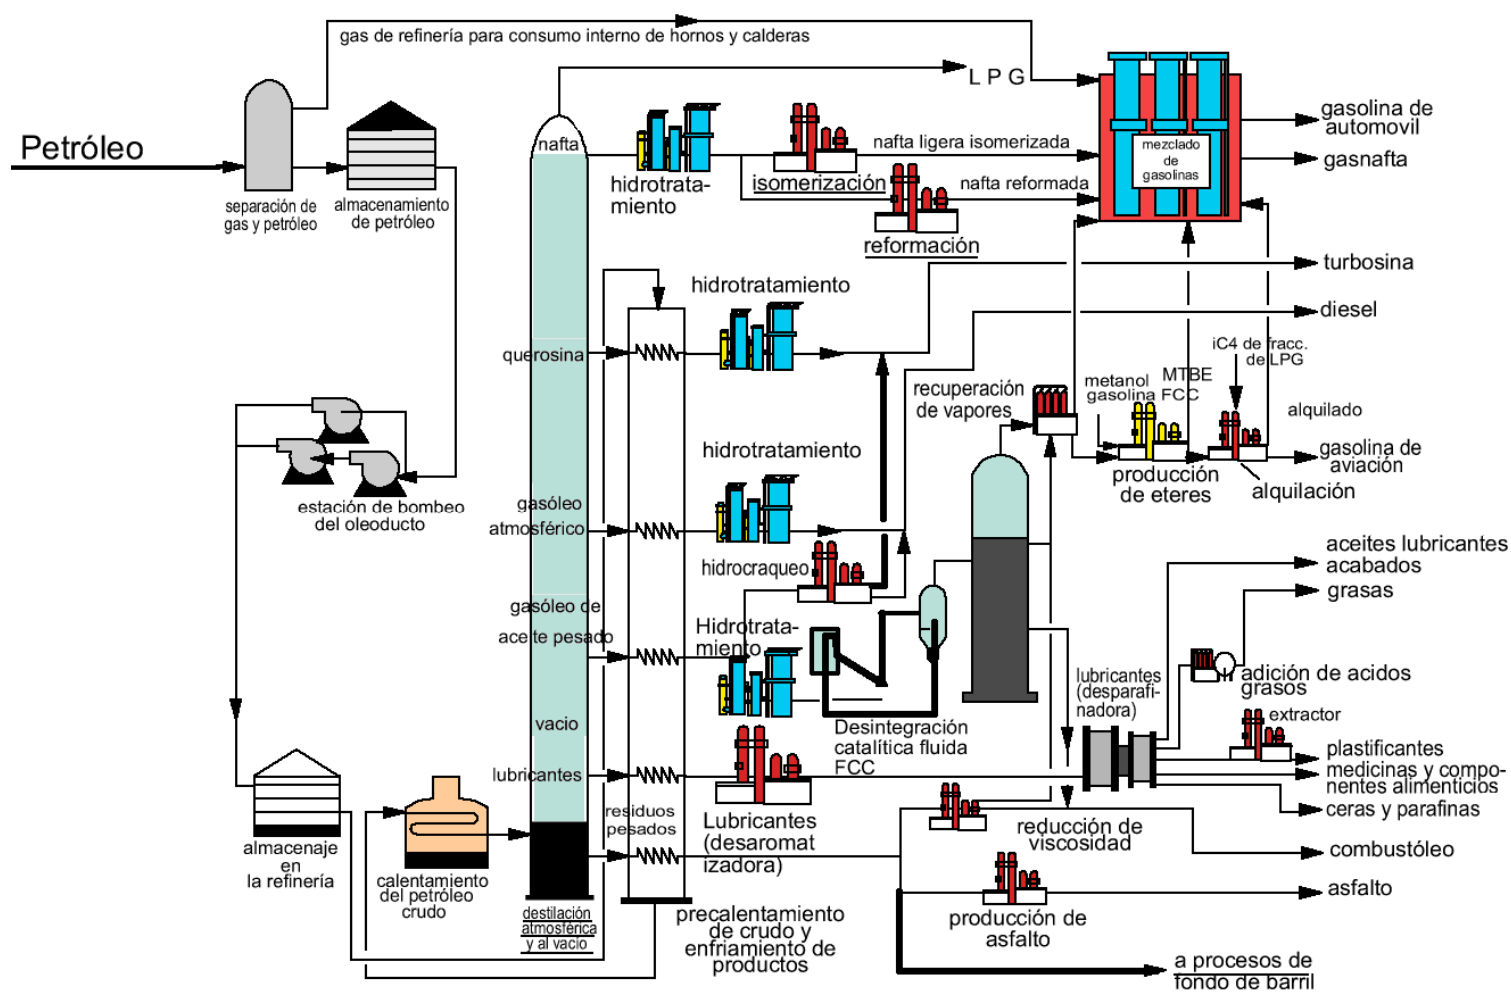 gas de refinería para consumo interno de hornos y calderas
L P G
Petróleo
nafta
gasolina de
automovil
gasnafta
mezclado
de
gasolinas
nafta ligera isomerizada
isomerización
nafta reformada
hidrotrata-
miento
reformación
separación de
gas y petróleo
almacenamiento
de petróleo
turbosina
hidrotratamiento
diesel
querosina
iC4 de fracc.
de LPG
recuperación
de vapores
metanol
MTBE
gasolina FCC
alquilado
gasolina de
aviación
producción
de eteres
alquilación
hidrotratamiento
estación de bombeo
del oleoducto
gasóleo
atmosférico
hidrocraqueo
aceites lubricantes
acabados
grasas
gasóleo de
aceite pesado
Hidrotrata-
miento
lubricantes
(desparafi-
nadora)
adición de acidos
grasos
extractor
vacio
Desintegración
catalítica fluida
FCC
plastificantes
medicinas y compo-
nentes alimenticios
ceras y parafinas
lubricantes
residuos
pesados
Lubricantes
(desaromat
izadora)
reducción de
viscosidad
combustóleo
almacenaje
en
la refinería
calentamiento
del petróleo
crudo
asfalto
destilación
atmosférica
y al vacio
precalentamiento
de crudo y
enfriamiento de
productos
producción de
asfalto
a procesos de
fondo de barril